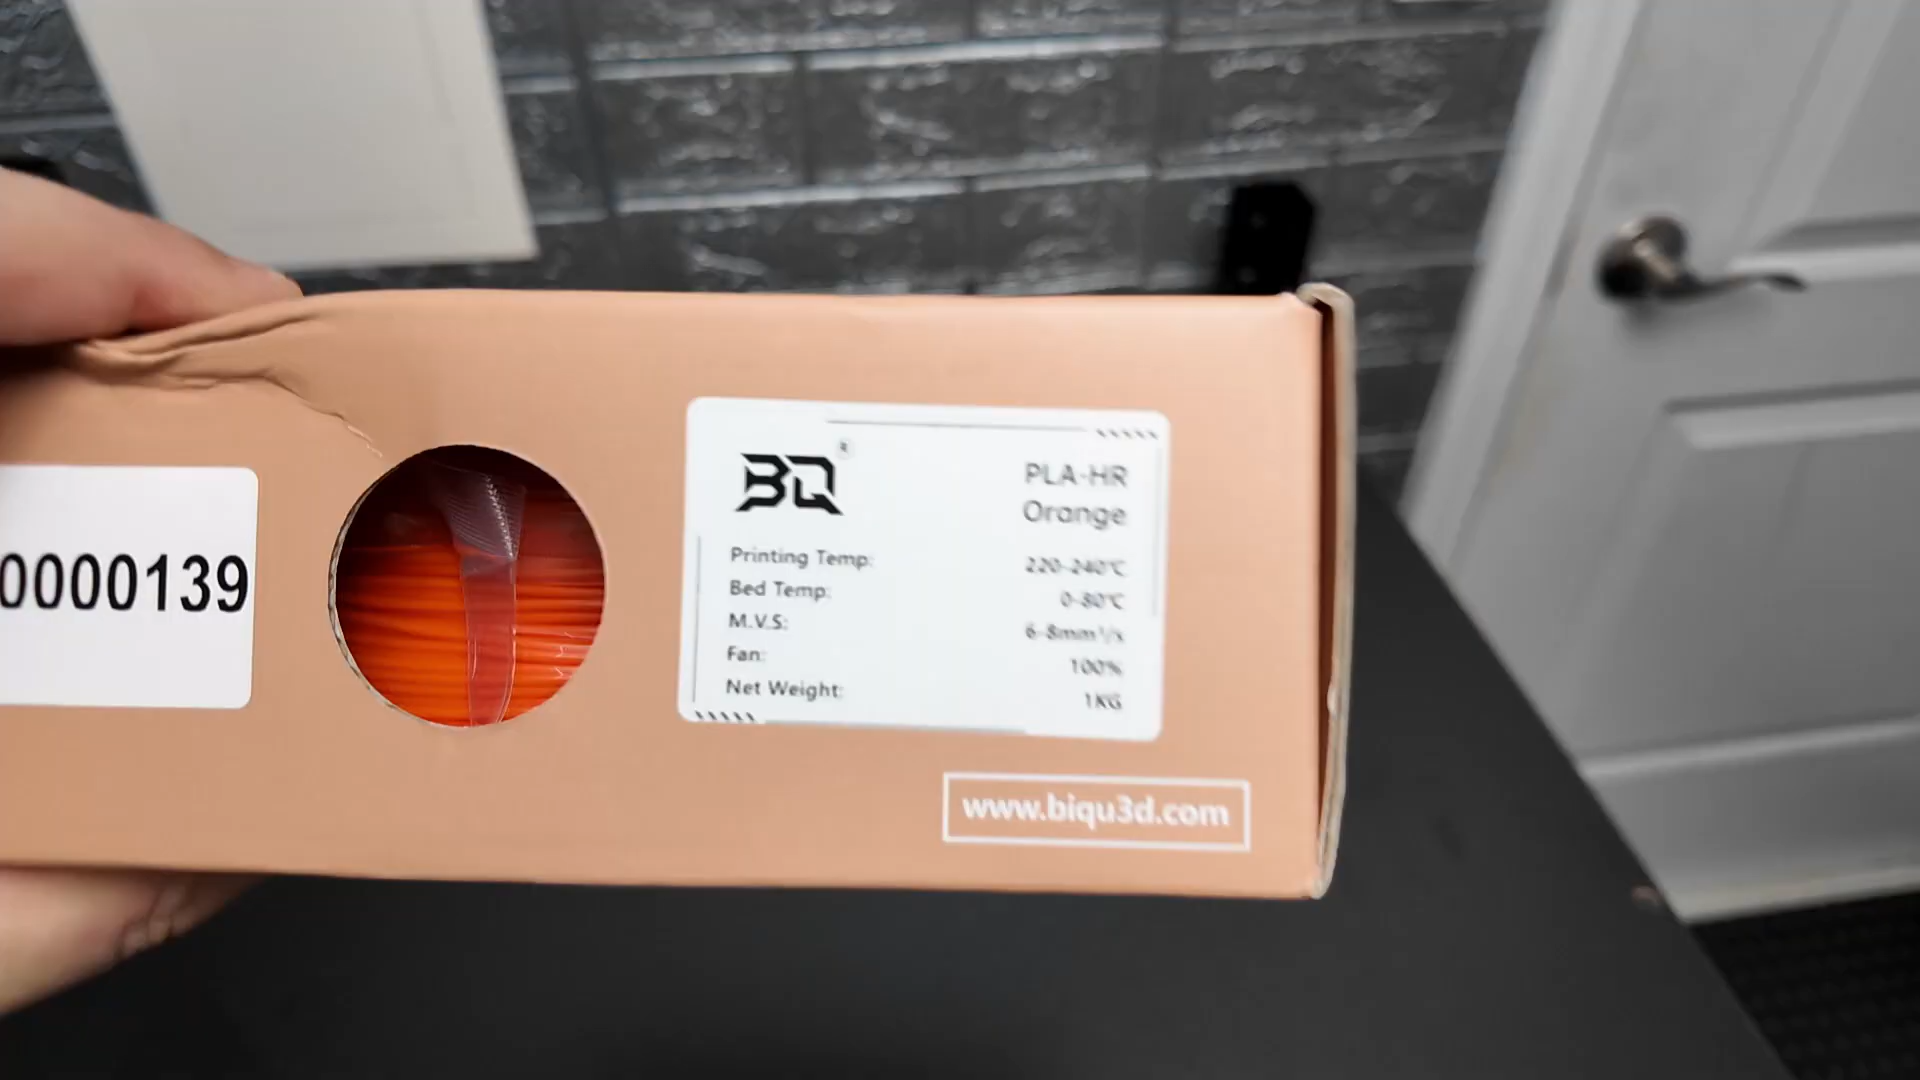 0000139
BQ®
PLA-HR
Orange
Printing Temp: 220-240℃
Bed Temp: 0-80℃
M.V.S: 6-8mm³/s
Fan: 100%
Net Weight: 1KG
www.biqu3d.com